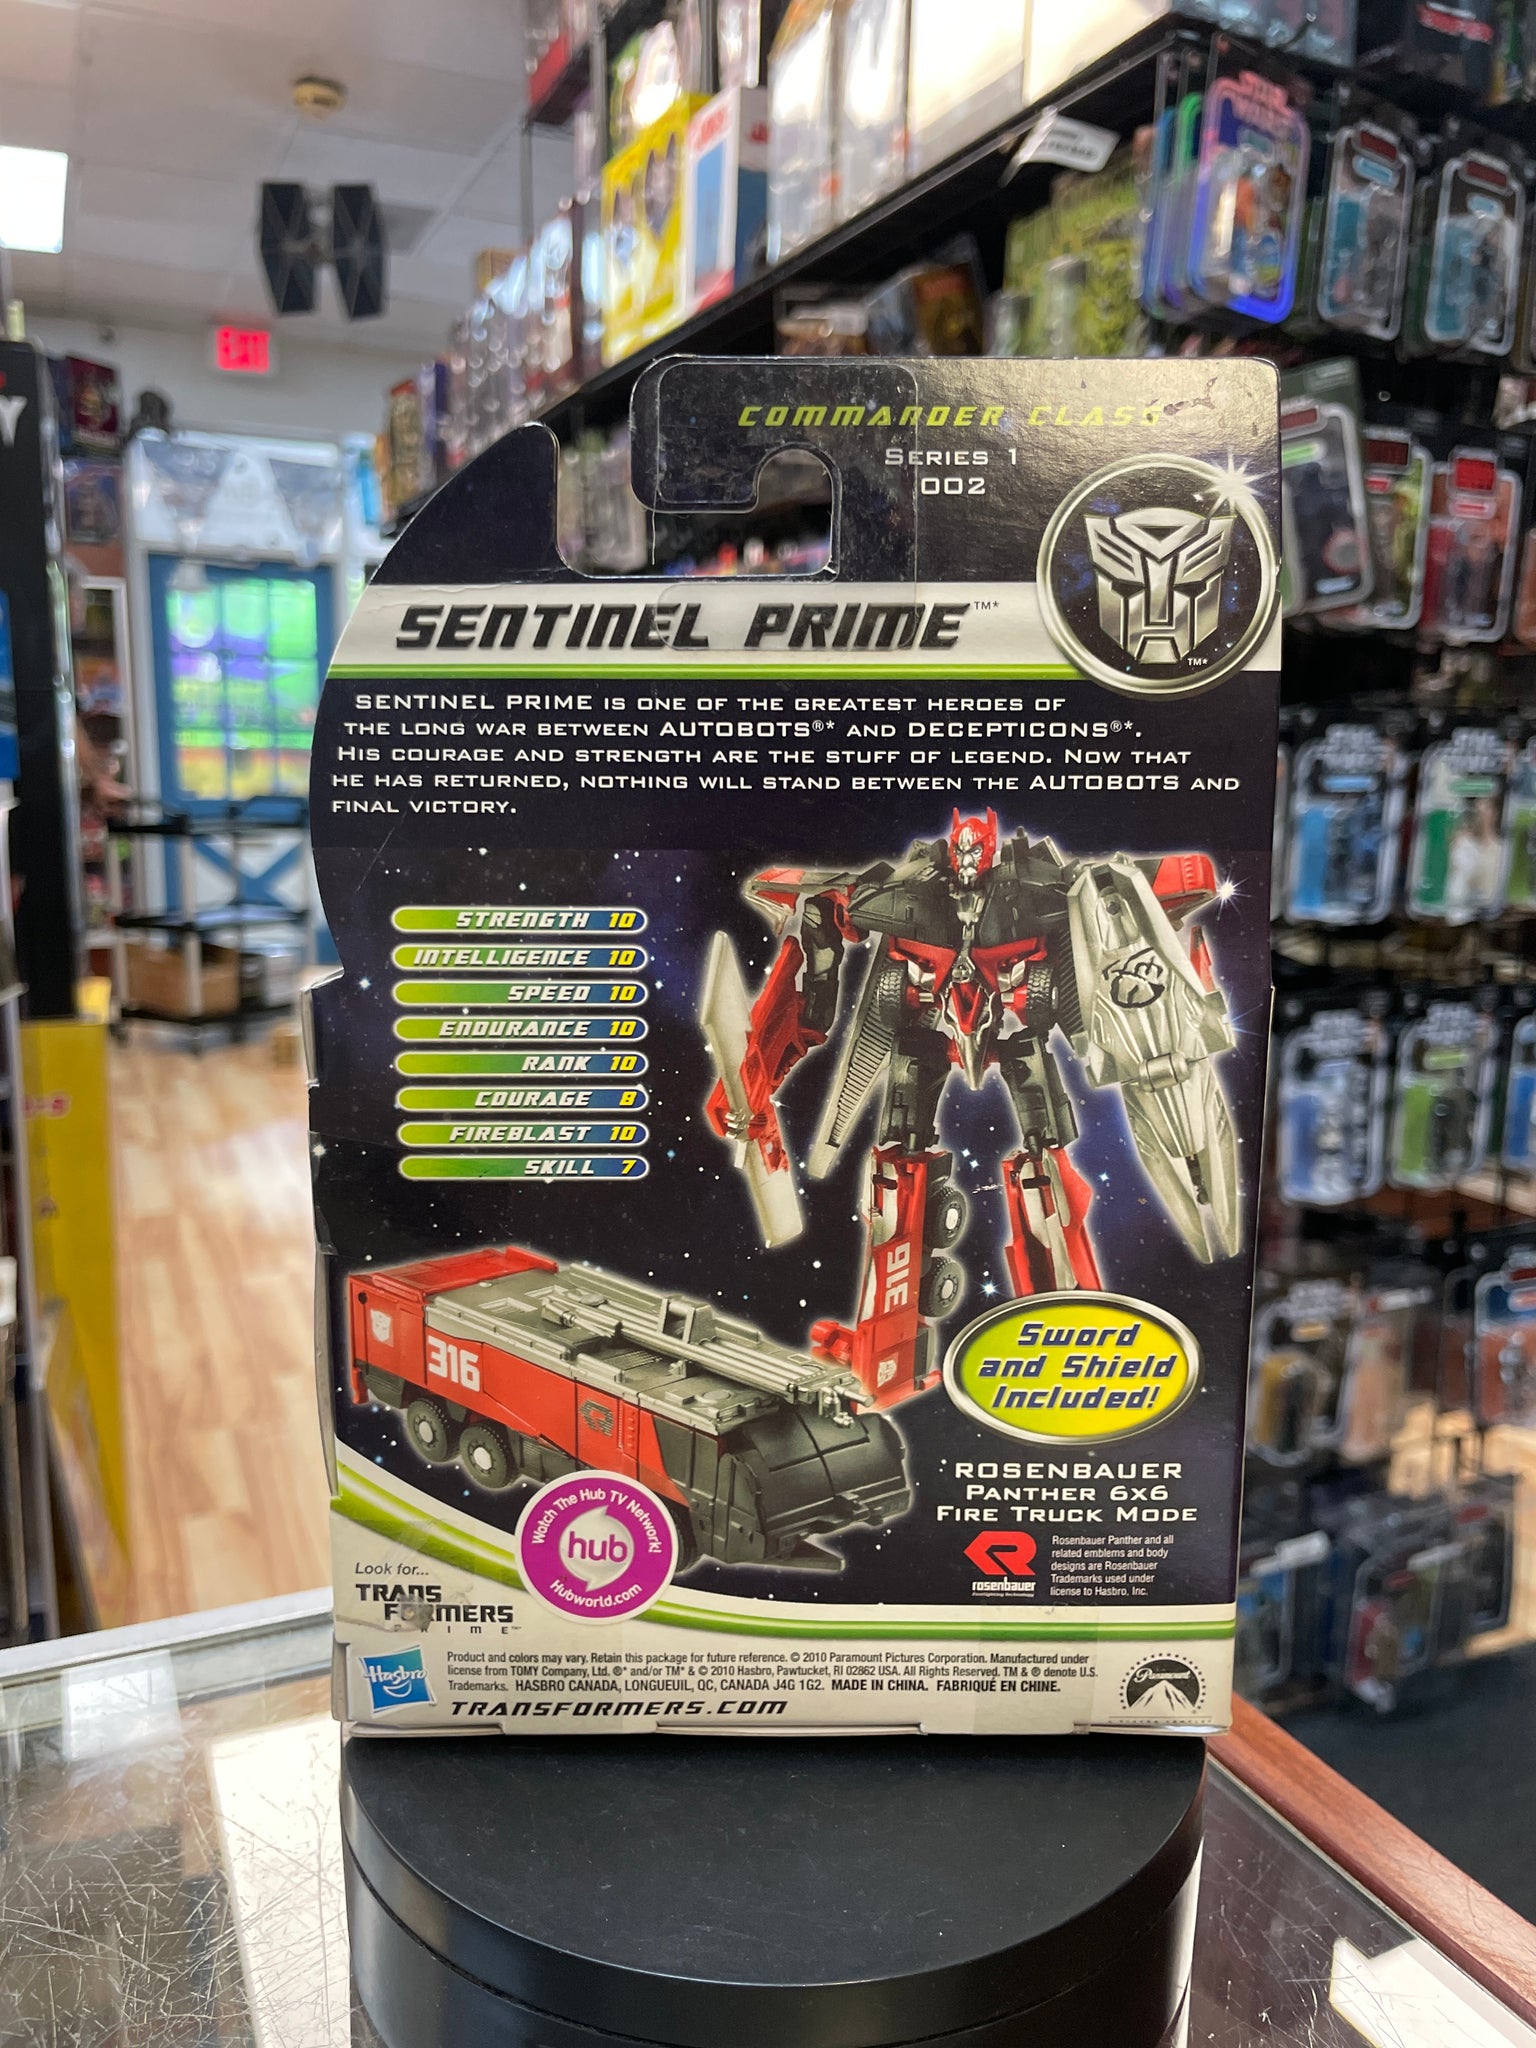 EXIT
COMMANDER CLASS
SERIES 1
002
SENTINEL PRIME™*
TM*
SENTINEL PRIME IS ONE OF THE GREATEST HEROES OF
THE LONG WAR BETWEEN AUTOBOTS®* AND DECEPTICONS®*.
HIS COURAGE AND STRENGTH ARE THE STUFF OF LEGEND. NOW THAT
HE HAS RETURNED, NOTHING WILL STAND BETWEEN THE AUTOBOTS AND
FINAL VICTORY.
STRENGTH 10
INTELLIGENCE 10
SPEED 10
ENDURANCE 10
RANK 10
COURAGE 8
FIREBLAST 10
SKILL 7
316
316
Sword
and Shield
Included!
ROSENBAUER
PANTHER 6X6
FIRE TRUCK MODE
rosenbauer
Rosenbauer Panther and all
related emblems and body
designs are Rosenbauer
Trademarks used under
license to Hasbro, Inc.
Watch The Hub TV Network!
hub
Hubworld.com
Look for...
TRANSFORMERS
PRIME™
Hasbro
Product and colors may vary. Retain this package for future reference. © 2010 Paramount Pictures Corporation. Manufactured under
license from TOMY Company, Ltd. ®* and/or TM* & © 2010 Hasbro, Pawtucket, RI 02862 USA. All Rights Reserved. TM & ® denote U.S.
Trademarks. HASBRO CANADA, LONGUEUIL, QC, CANADA J4G 1G2. MADE IN CHINA. FABRIQUÉ EN CHINE.
TRANSFORMERS.COM
Paramount